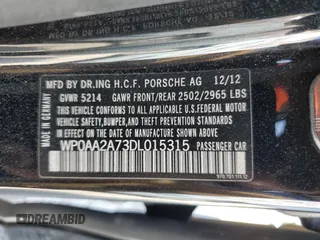 MFD BY DR.ING H.C.F. PORSCHE AG 12/12
GVWR 5214 GAWR FRONT/REAR 2502/2965 LBS
THIS VEHICLE CONFORMS TO ALL
APPLICABLE U.S. FEDERAL MOTOR VEHICLE
SAFETY, BUMPER, AND THEFT PREVENTION
STANDARDS IN EFFECT ON THE DATE OF
MANUFACTURE SHOWN ABOVE
WP0AA2A73DL015315
PASSENGER CAR
MADE IN GERMANY
DREAMBID